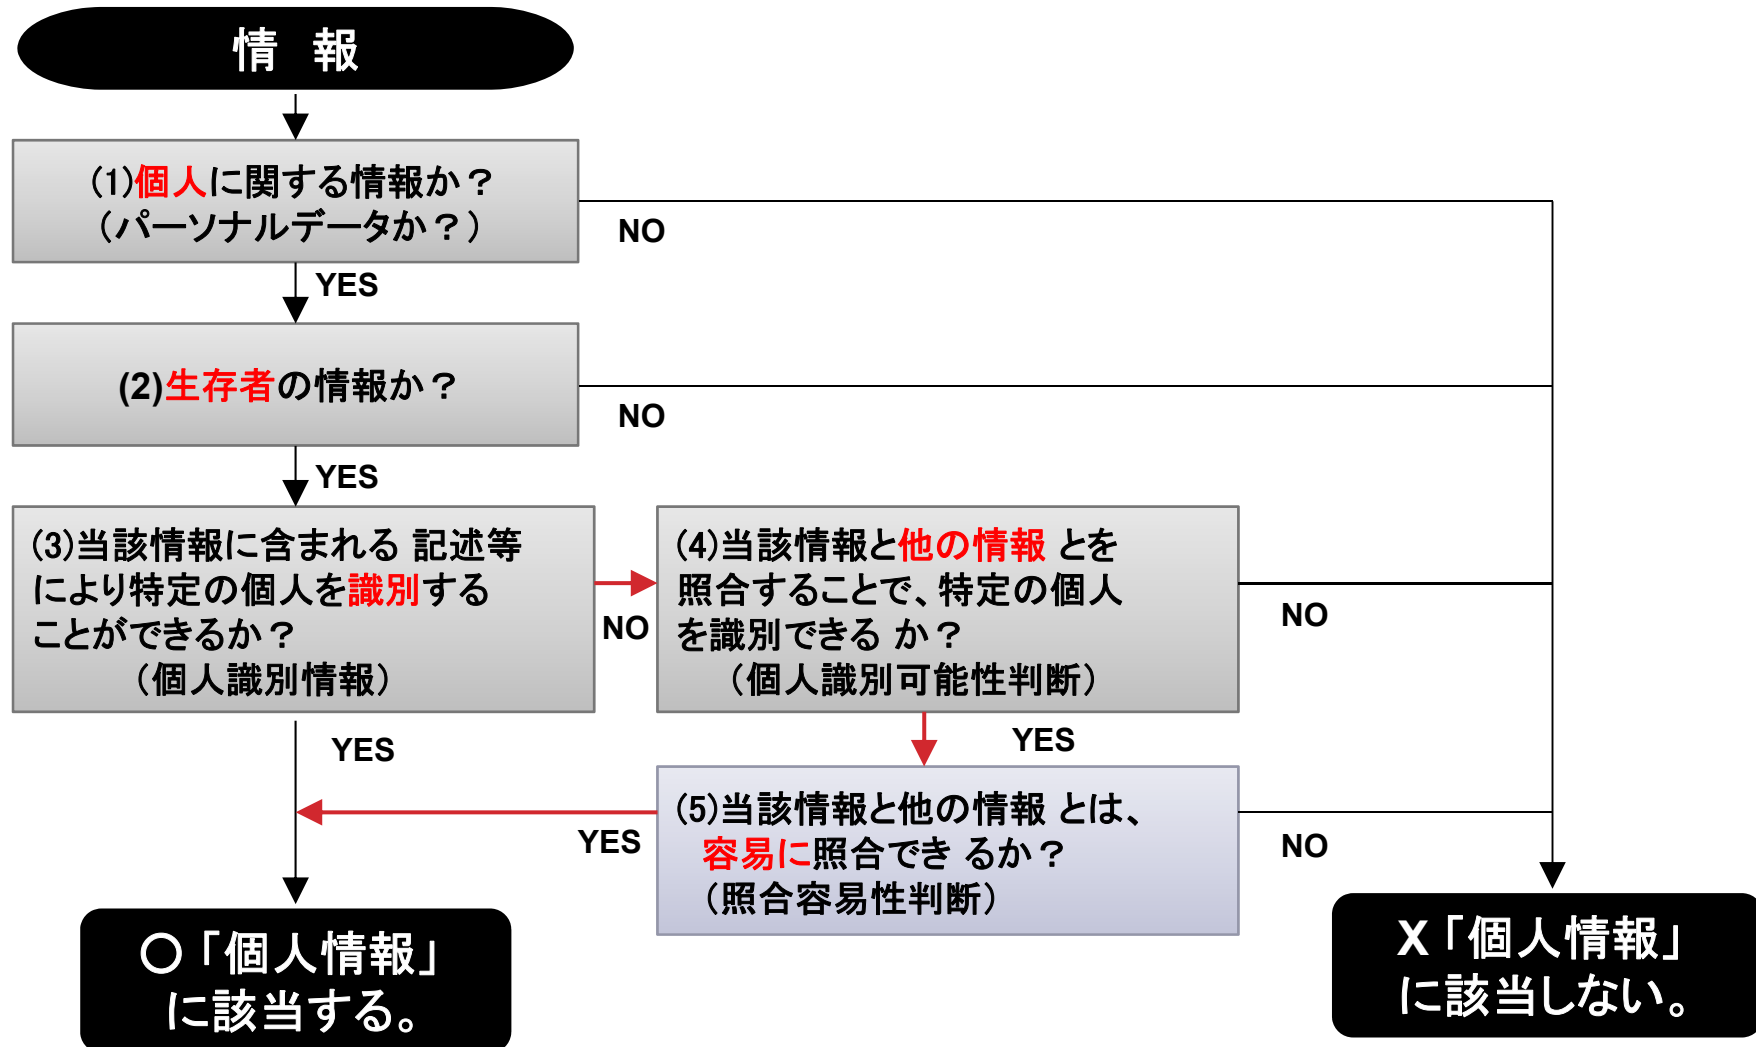 情 報
(1)個人に関する情報か?
(パーソナルデータか?)
NO
YES
(2)生存者の情報か?
NO
YES
(3)当該情報に含まれる 記述等
により特定の個人を識別する
ことができるか?
(個人識別情報)
NO
(4)当該情報と他の情報 とを
照合することで、特定の個人
を識別できる か?
(個人識別可能性判断)
NO
YES
YES
(5)当該情報と他の情報 とは、
容易に照合でき るか?
(照合容易性判断)
YES
NO
○「個人情報」
に該当する。
X「個人情報」
に該当しない。